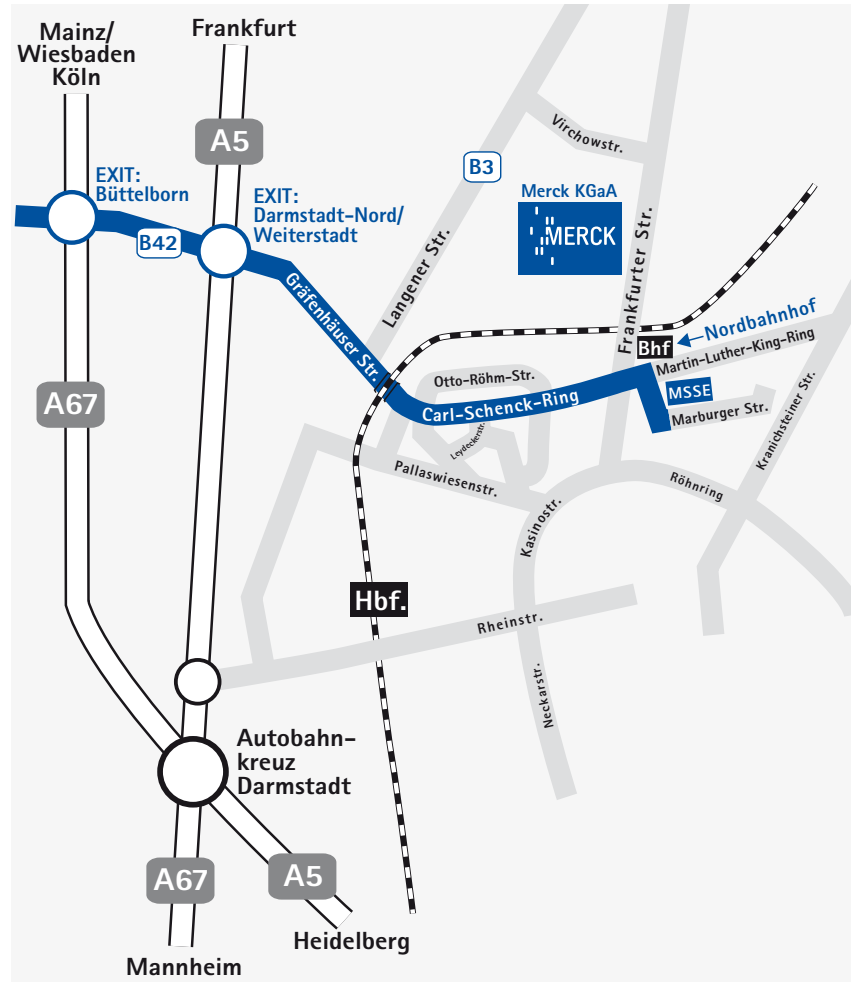 Mainz/
Wiesbaden
Köln
Frankfurt
A5
Virchowstr.
B3
EXIT:
Büttelborn
EXIT:
Darmstadt-Nord/
Weiterstadt
Merck KGaA
MERCK
B42
Langener Str.
Frankfurter Str.
Gräfenhäuser Str.
Nordbahnhof
Bhf
Martin-Luther-King-Ring
Otto-Röhm-Str.
Carl-Schenck-Ring
MSSE
Marburger Str.
A67
Leydeckerstr.
Kranichsteiner Str.
Pallaswiesenstr.
Röhnring
Kasinostr.
Hbf.
Rheinstr.
Neckarstr.
Autobahn-
kreuz
Darmstadt
A67
A5
Heidelberg
Mannheim